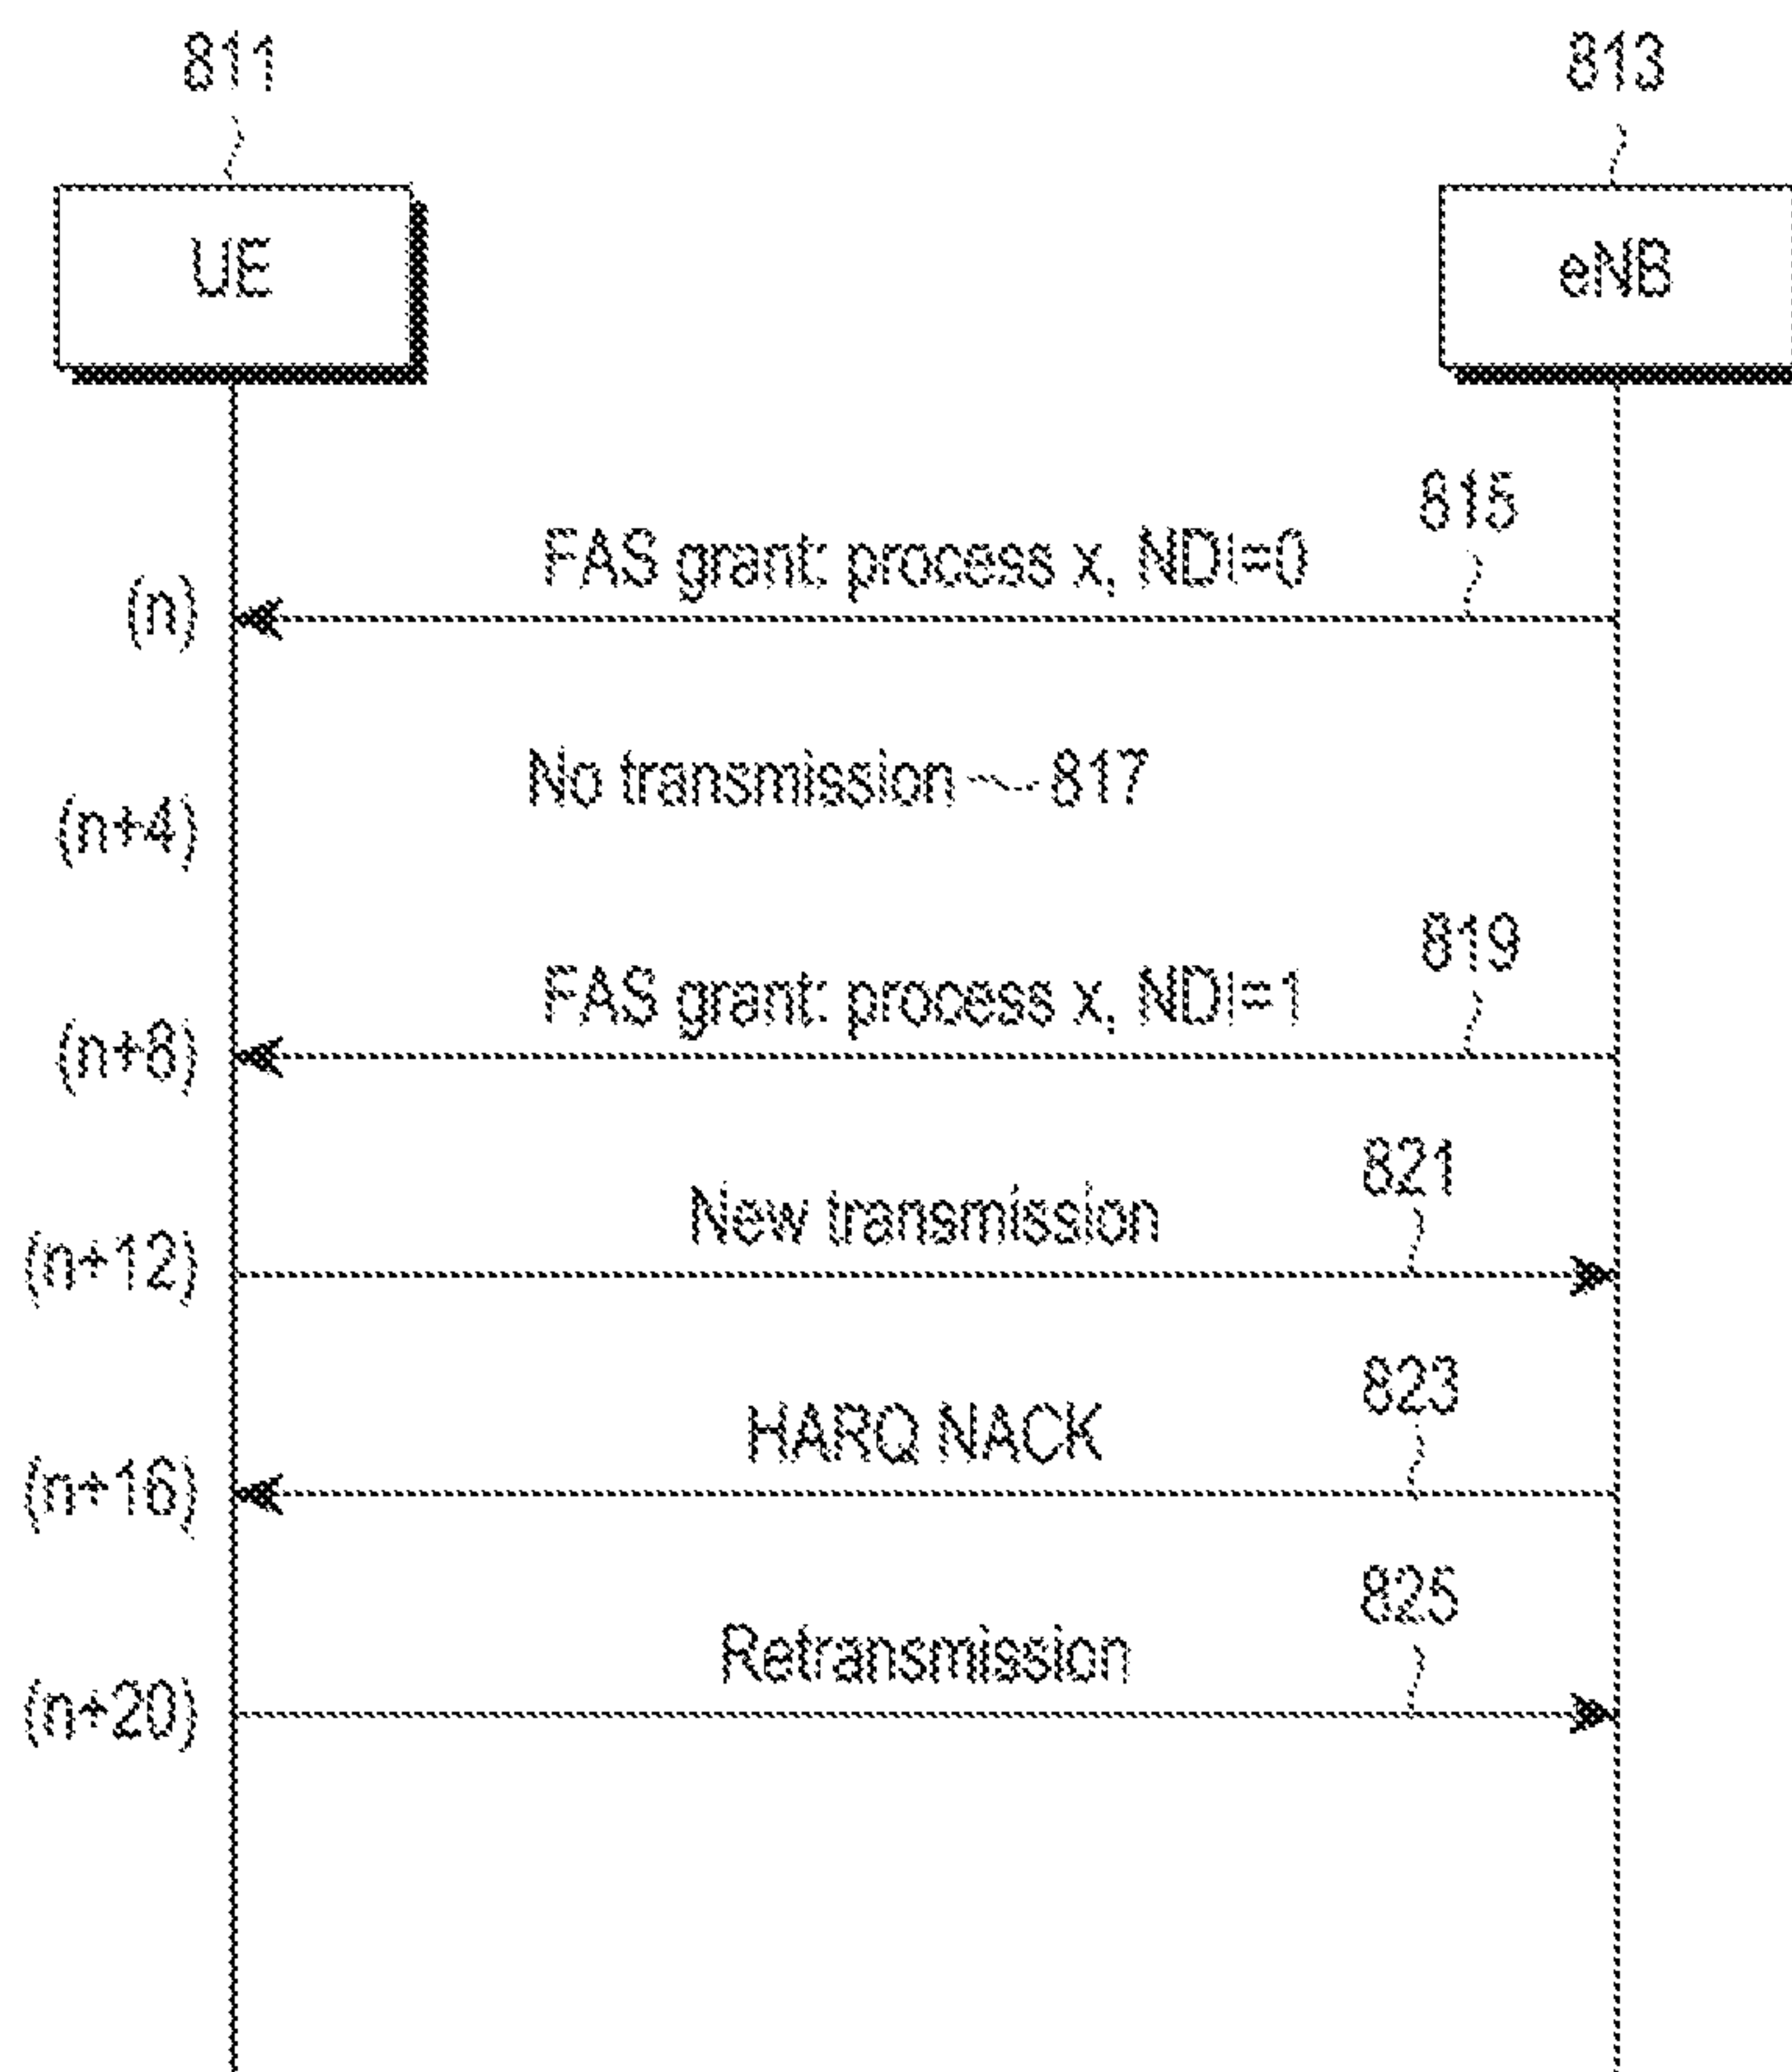 811
813
UE
eNB
815
FAS grant: process x, NDI=0
(n)
No transmission 817
(n+4)
819
FAS grant: process x, NDI=1
(n+8)
821
New transmission
(n+12)
823
HARQ NACK
(n+16)
825
Retransmission
(n+20)